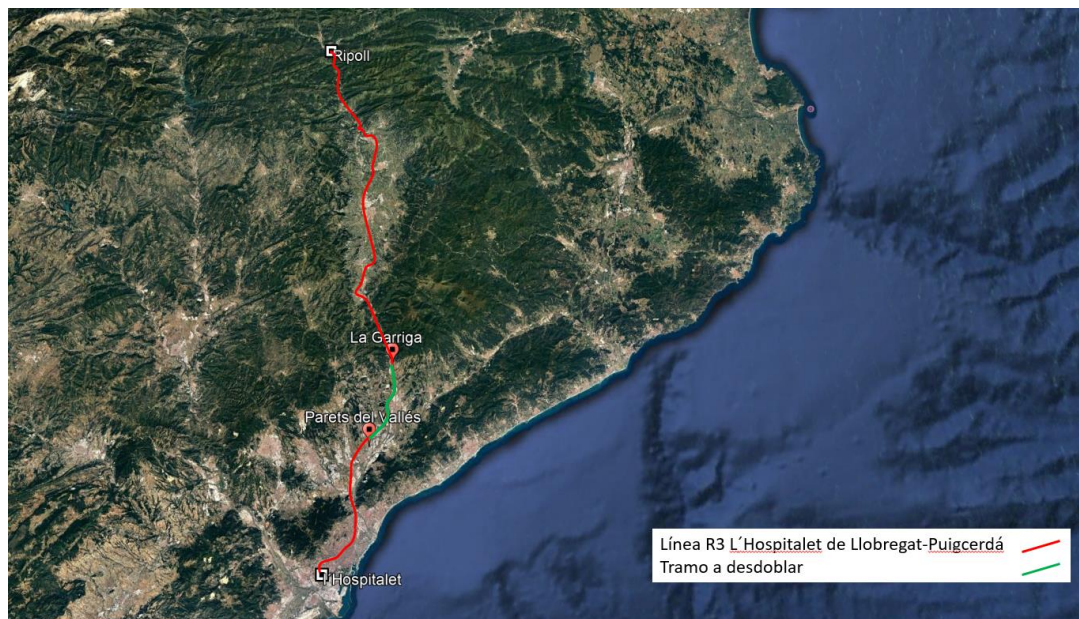 Ripoll
La Garriga
Parets del Vallés
l'Hospitalet
Línea R3 L´Hospitalet de Llobregat-Puigcerdá
Tramo a desdoblar